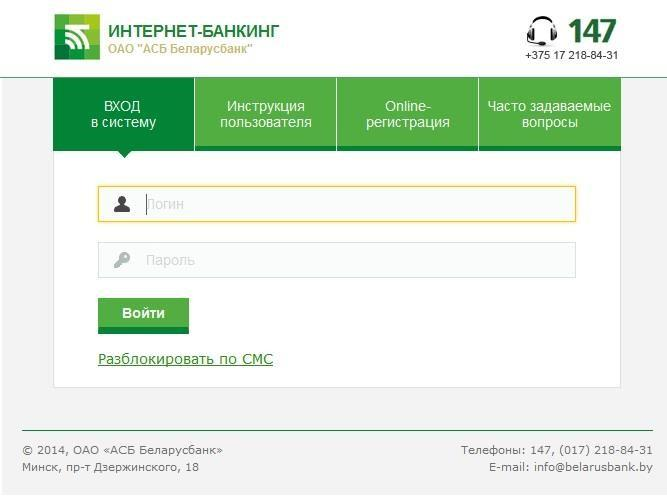 ИНТЕРНЕТ-БАНКИНГ
ОАО "АСБ Беларусбанк"
147
+375 17 218-84-31
ВХОД
в систему
Инструкция
пользователя
Online-
регистрация
Часто задаваемые
вопросы
Логин
Пароль
Войти
Разблокировать по СМС
© 2014, ОАО «АСБ Беларусбанк»
Минск, пр-т Дзержинского, 18
Телефоны: 147, (017) 218-84-31
E-mail: info@belarusbank.by